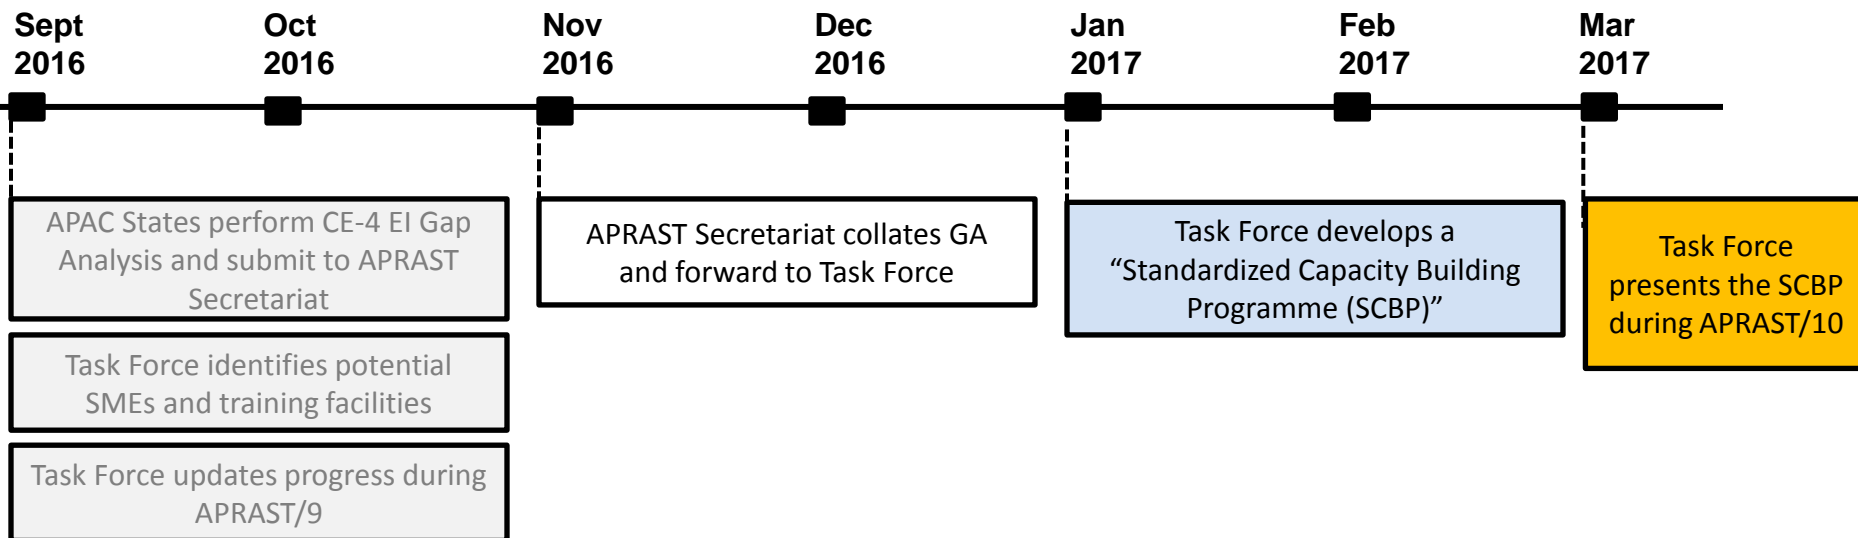 Sept
2016
Oct
2016
Nov
2016
Dec
2016
Jan
2017
Feb
2017
Mar
2017
APAC States perform CE-4 EI Gap
Analysis and submit to APRAST
Secretariat
Task Force identifies potential
SMEs and training facilities
Task Force updates progress during
APRAST/9
APRAST Secretariat collates GA
and forward to Task Force
Task Force develops a
“Standardized Capacity Building
Programme (SCBP)”
Task Force
presents the SCBP
during APRAST/10